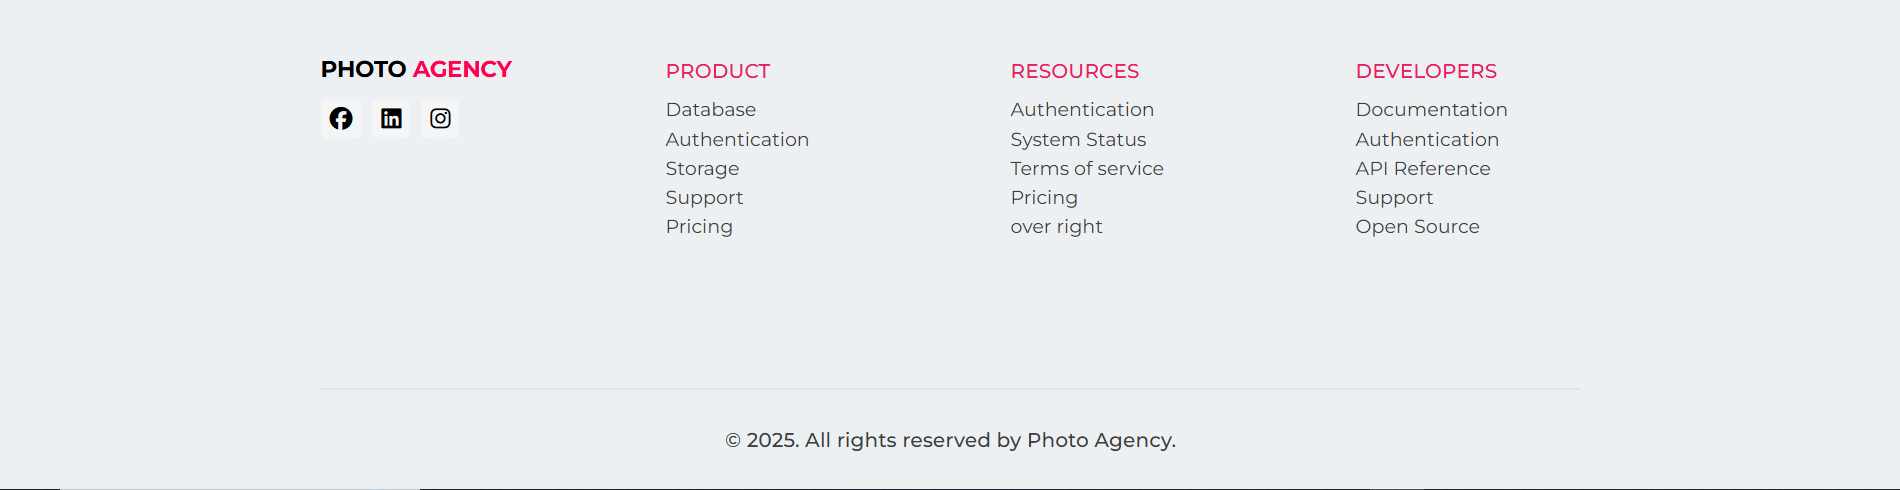 PHOTO AGENCY
PRODUCT
Database
Authentication
Storage
Support
Pricing
RESOURCES
Authentication
System Status
Terms of service
Pricing
over right
DEVELOPERS
Documentation
Authentication
API Reference
Support
Open Source
© 2025. All rights reserved by Photo Agency.